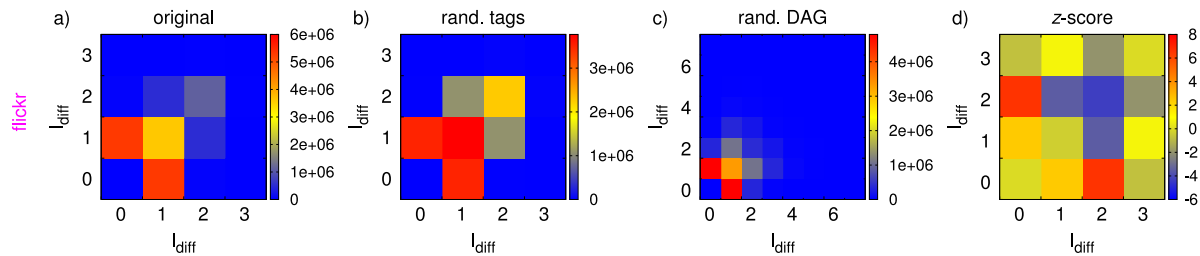 a) original
b) rand. tags
c) rand. DAG
d) z-score
flickr
l_diff
3
2
1
0
0 1 2 3
l_diff
6e+06
5e+06
4e+06
3e+06
2e+06
1e+06
0
l_diff
3
2
1
0
0 1 2 3
l_diff
3e+06
2e+06
1e+06
0
l_diff
6
4
2
0
0 2 4 6
l_diff
4e+06
3e+06
2e+06
1e+06
0
l_diff
3
2
1
0
0 1 2 3
l_diff
8
6
4
2
0
-2
-4
-6